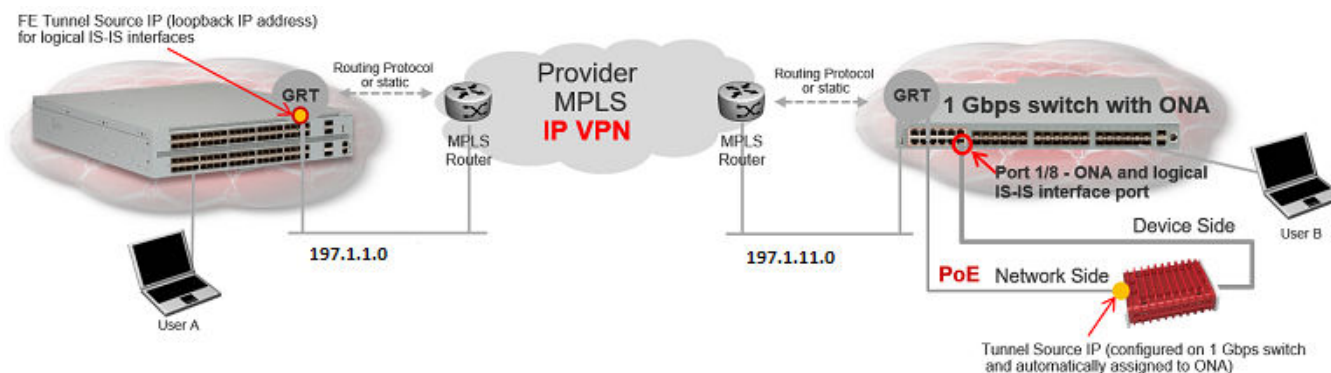 FE Tunnel Source IP (loopback IP address)
for logical IS-IS interfaces
GRT
Routing Protocol
or static
MPLS
Router
Provider
MPLS
IP VPN
Routing Protocol
or static
MPLS
Router
GRT
1 Gbps switch with ONA
Port 1/8 - ONA and logical
IS-IS interface port
User A
197.1.1.0
197.1.11.0
Device Side
User B
PoE
Network Side
Tunnel Source IP (configured on 1 Gbps switch
and automatically assigned to ONA)